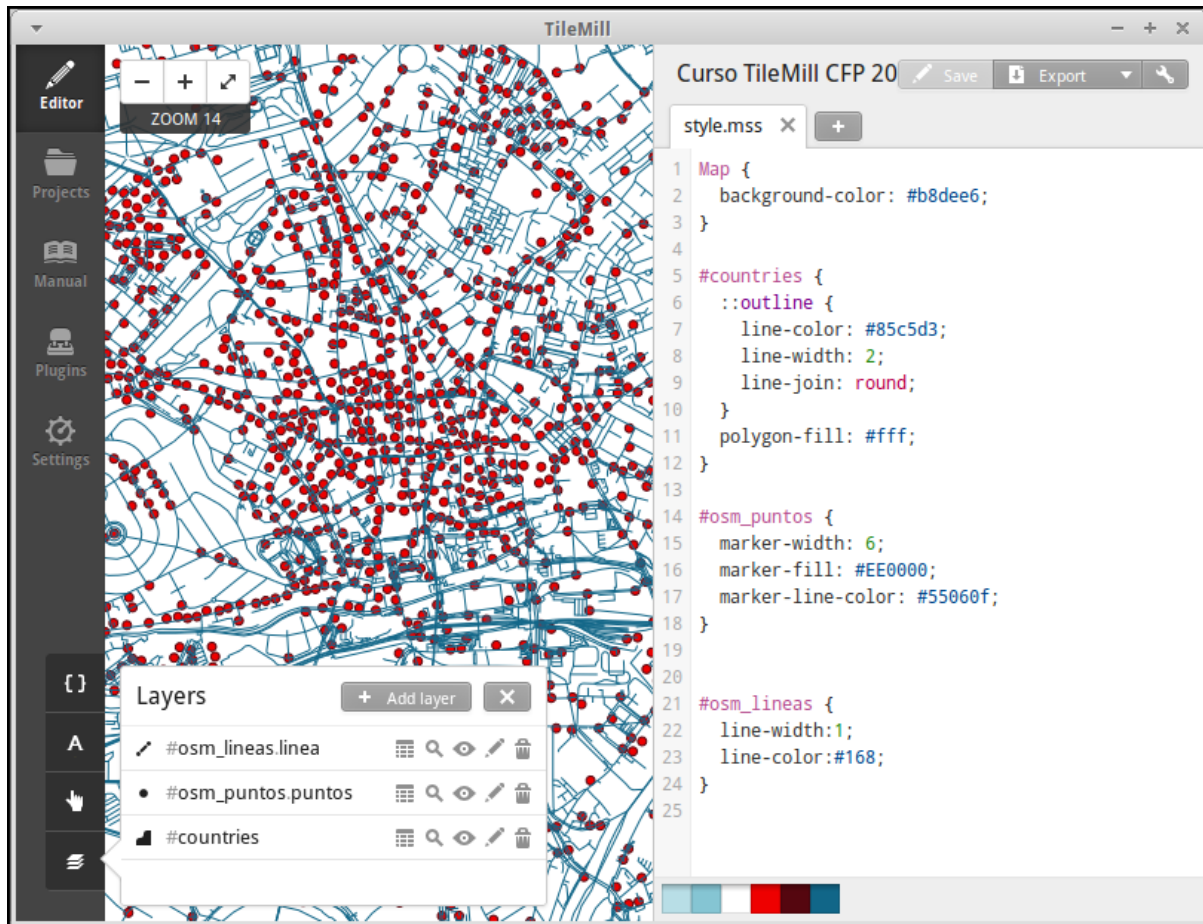 TileMill
Editor
Projects
Manual
Plugins
Settings
ZOOM 14
Curso TileMill CFP 20
Save
Export
style.mss
1 Map {
2 background-color: #b8dee6;
3 }
4
5 #countries {
6 ::outline {
7 line-color: #85c5d3;
8 line-width: 2;
9 line-join: round;
10 }
11 polygon-fill: #fff;
12 }
13
14 #osm_puntos {
15 marker-width: 6;
16 marker-fill: #EE0000;
17 marker-line-color: #55060f;
18 }
19
20
21 #osm_lineas {
22 line-width:1;
23 line-color:#168;
24 }
25
{}
A
Layers
+ Add layer
#osm_lineas.linea
#osm_puntos.puntos
#countries